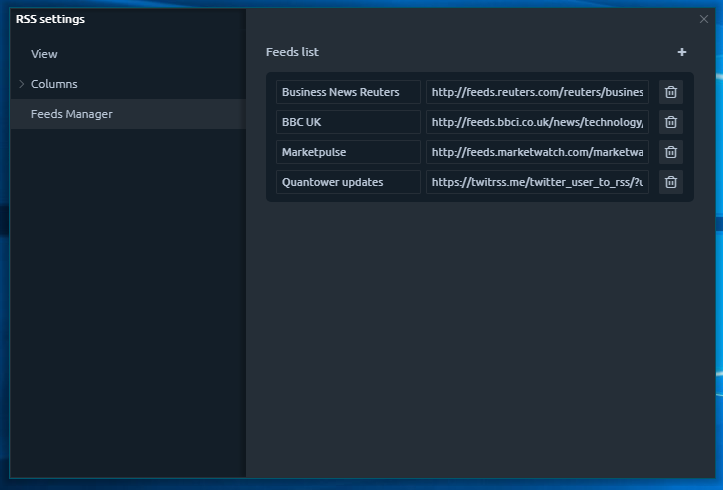 RSS settings
View
Columns
Feeds Manager
Feeds list
Business News Reuters http://feeds.reuters.com/reuters/busines
BBC UK http://feeds.bbci.co.uk/news/technology/
Marketpulse http://feeds.marketwatch.com/marketwa
Quantower updates https://twitrss.me/twitter_user_to_rss/?u